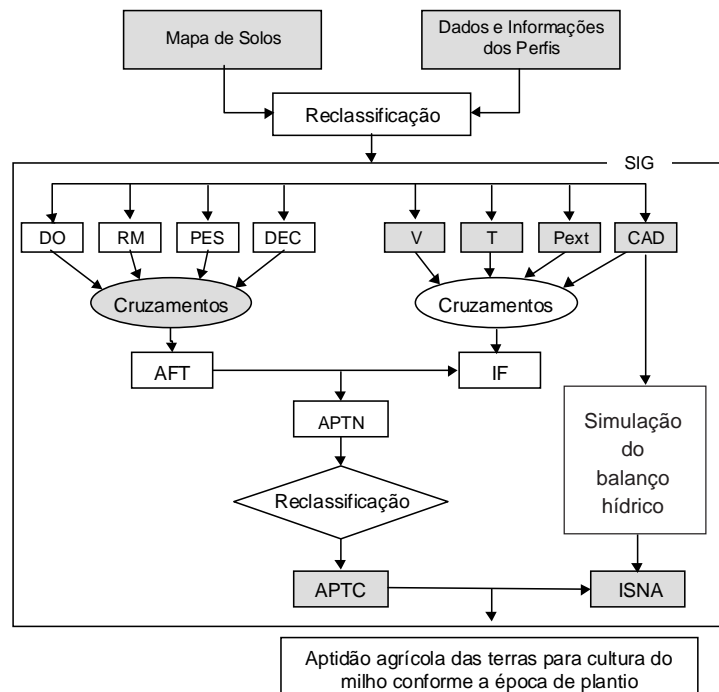 Mapa de Solos
Dados e Informações
dos Perfis
Reclassificação
SIG
DO
RM
PES
DEC
V
T
Pext
CAD
Cruzamentos
Cruzamentos
AFT
IF
APTN
Simulação
do
balanço
hídrico
Reclassificação
APTC
ISNA
Aptidão agrícola das terras para cultura do
milho conforme a época de plantio